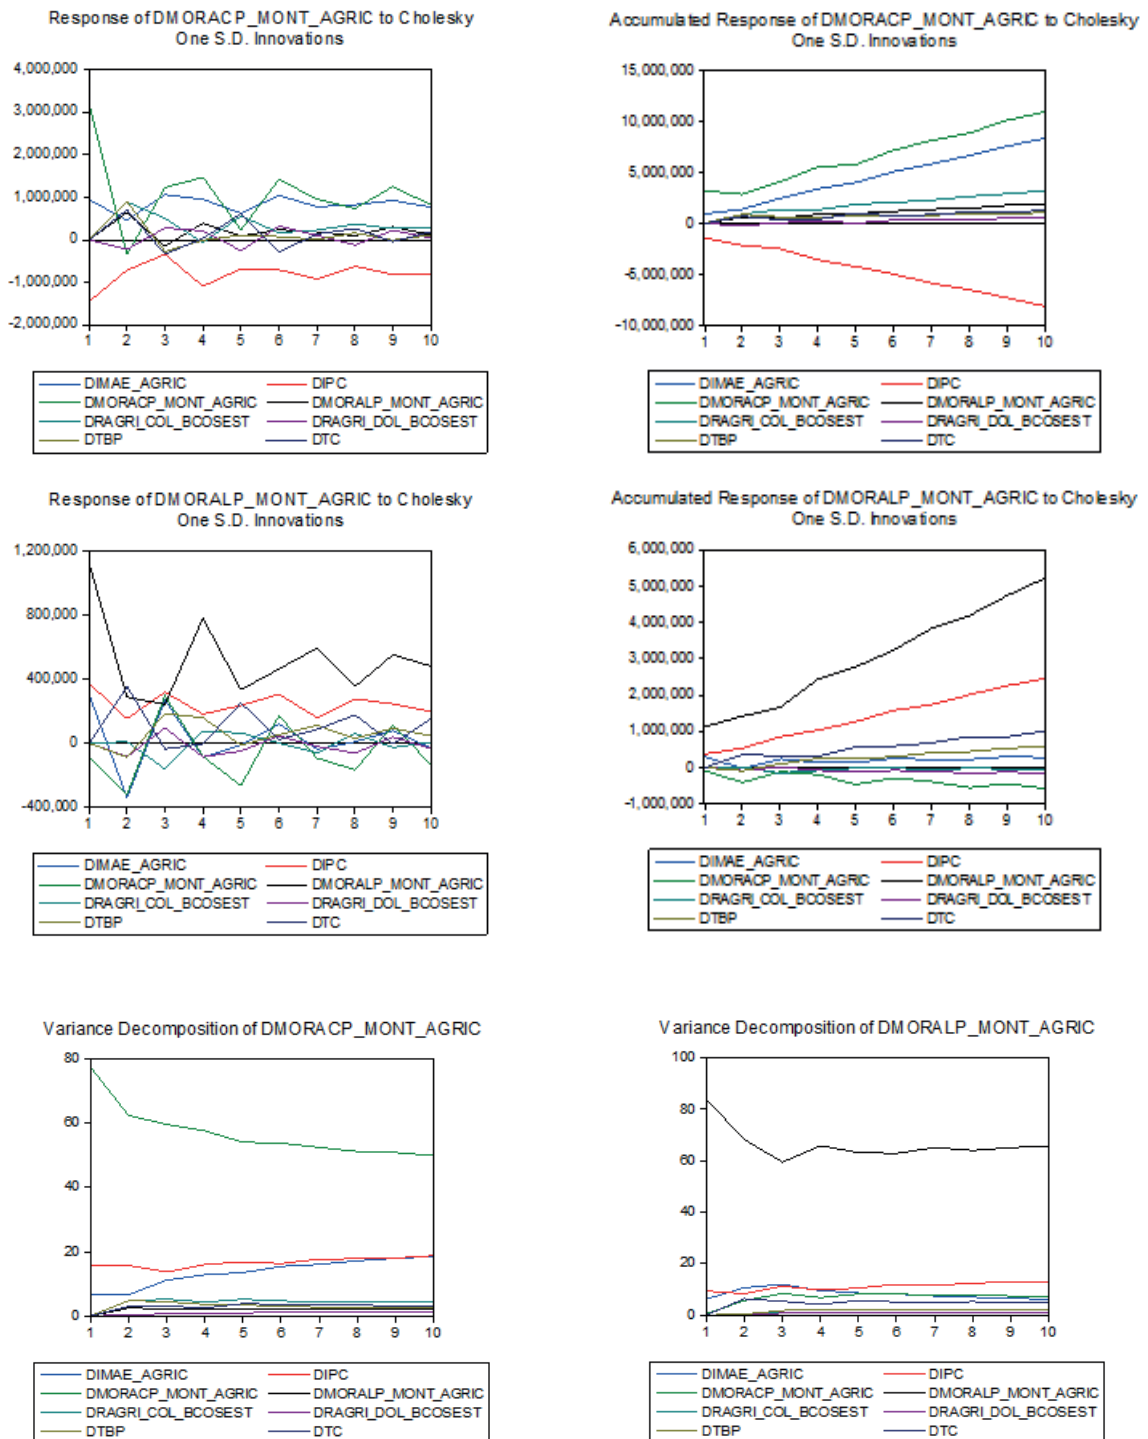 Response of DMORACP_MONT_AGRIC to Cholesky
One S.D. Innovations
4,000,000
3,000,000
2,000,000
1,000,000
0
-1,000,000
-2,000,000
1 2 3 4 5 6 7 8 9 10
DIMAE_AGRIC DIPC
DMORACP_MONT_AGRIC DMORALP_MONT_AGRIC
DRAGRI_COL_BCOSEST DRAGRI_DOL_BCOSEST
DTBP DTC
Accumulated Response of DMORACP_MONT_AGRIC to Cholesky
One S.D. Innovations
15,000,000
10,000,000
5,000,000
0
-5,000,000
-10,000,000
1 2 3 4 5 6 7 8 9 10
DIMAE_AGRIC DIPC
DMORACP_MONT_AGRIC DMORALP_MONT_AGRIC
DRAGRI_COL_BCOSEST DRAGRI_DOL_BCOSEST
DTBP DTC
Response of DMORALP_MONT_AGRIC to Cholesky
One S.D. Innovations
1,200,000
800,000
400,000
0
-400,000
1 2 3 4 5 6 7 8 9 10
DIMAE_AGRIC DIPC
DMORACP_MONT_AGRIC DMORALP_MONT_AGRIC
DRAGRI_COL_BCOSEST DRAGRI_DOL_BCOSEST
DTBP DTC
Accumulated Response of DMORALP_MONT_AGRIC to Cholesky
One S.D. Innovations
6,000,000
5,000,000
4,000,000
3,000,000
2,000,000
1,000,000
0
-1,000,000
1 2 3 4 5 6 7 8 9 10
DIMAE_AGRIC DIPC
DMORACP_MONT_AGRIC DMORALP_MONT_AGRIC
DRAGRI_COL_BCOSEST DRAGRI_DOL_BCOSEST
DTBP DTC
Variance Decomposition of DMORACP_MONT_AGRIC
80
60
40
20
0
1 2 3 4 5 6 7 8 9 10
DIMAE_AGRIC DIPC
DMORACP_MONT_AGRIC DMORALP_MONT_AGRIC
DRAGRI_COL_BCOSEST DRAGRI_DOL_BCOSEST
DTBP DTC
Variance Decomposition of DMORALP_MONT_AGRIC
100
80
60
40
20
0
1 2 3 4 5 6 7 8 9 10
DIMAE_AGRIC DIPC
DMORACP_MONT_AGRIC DMORALP_MONT_AGRIC
DRAGRI_COL_BCOSEST DRAGRI_DOL_BCOSEST
DTBP DTC